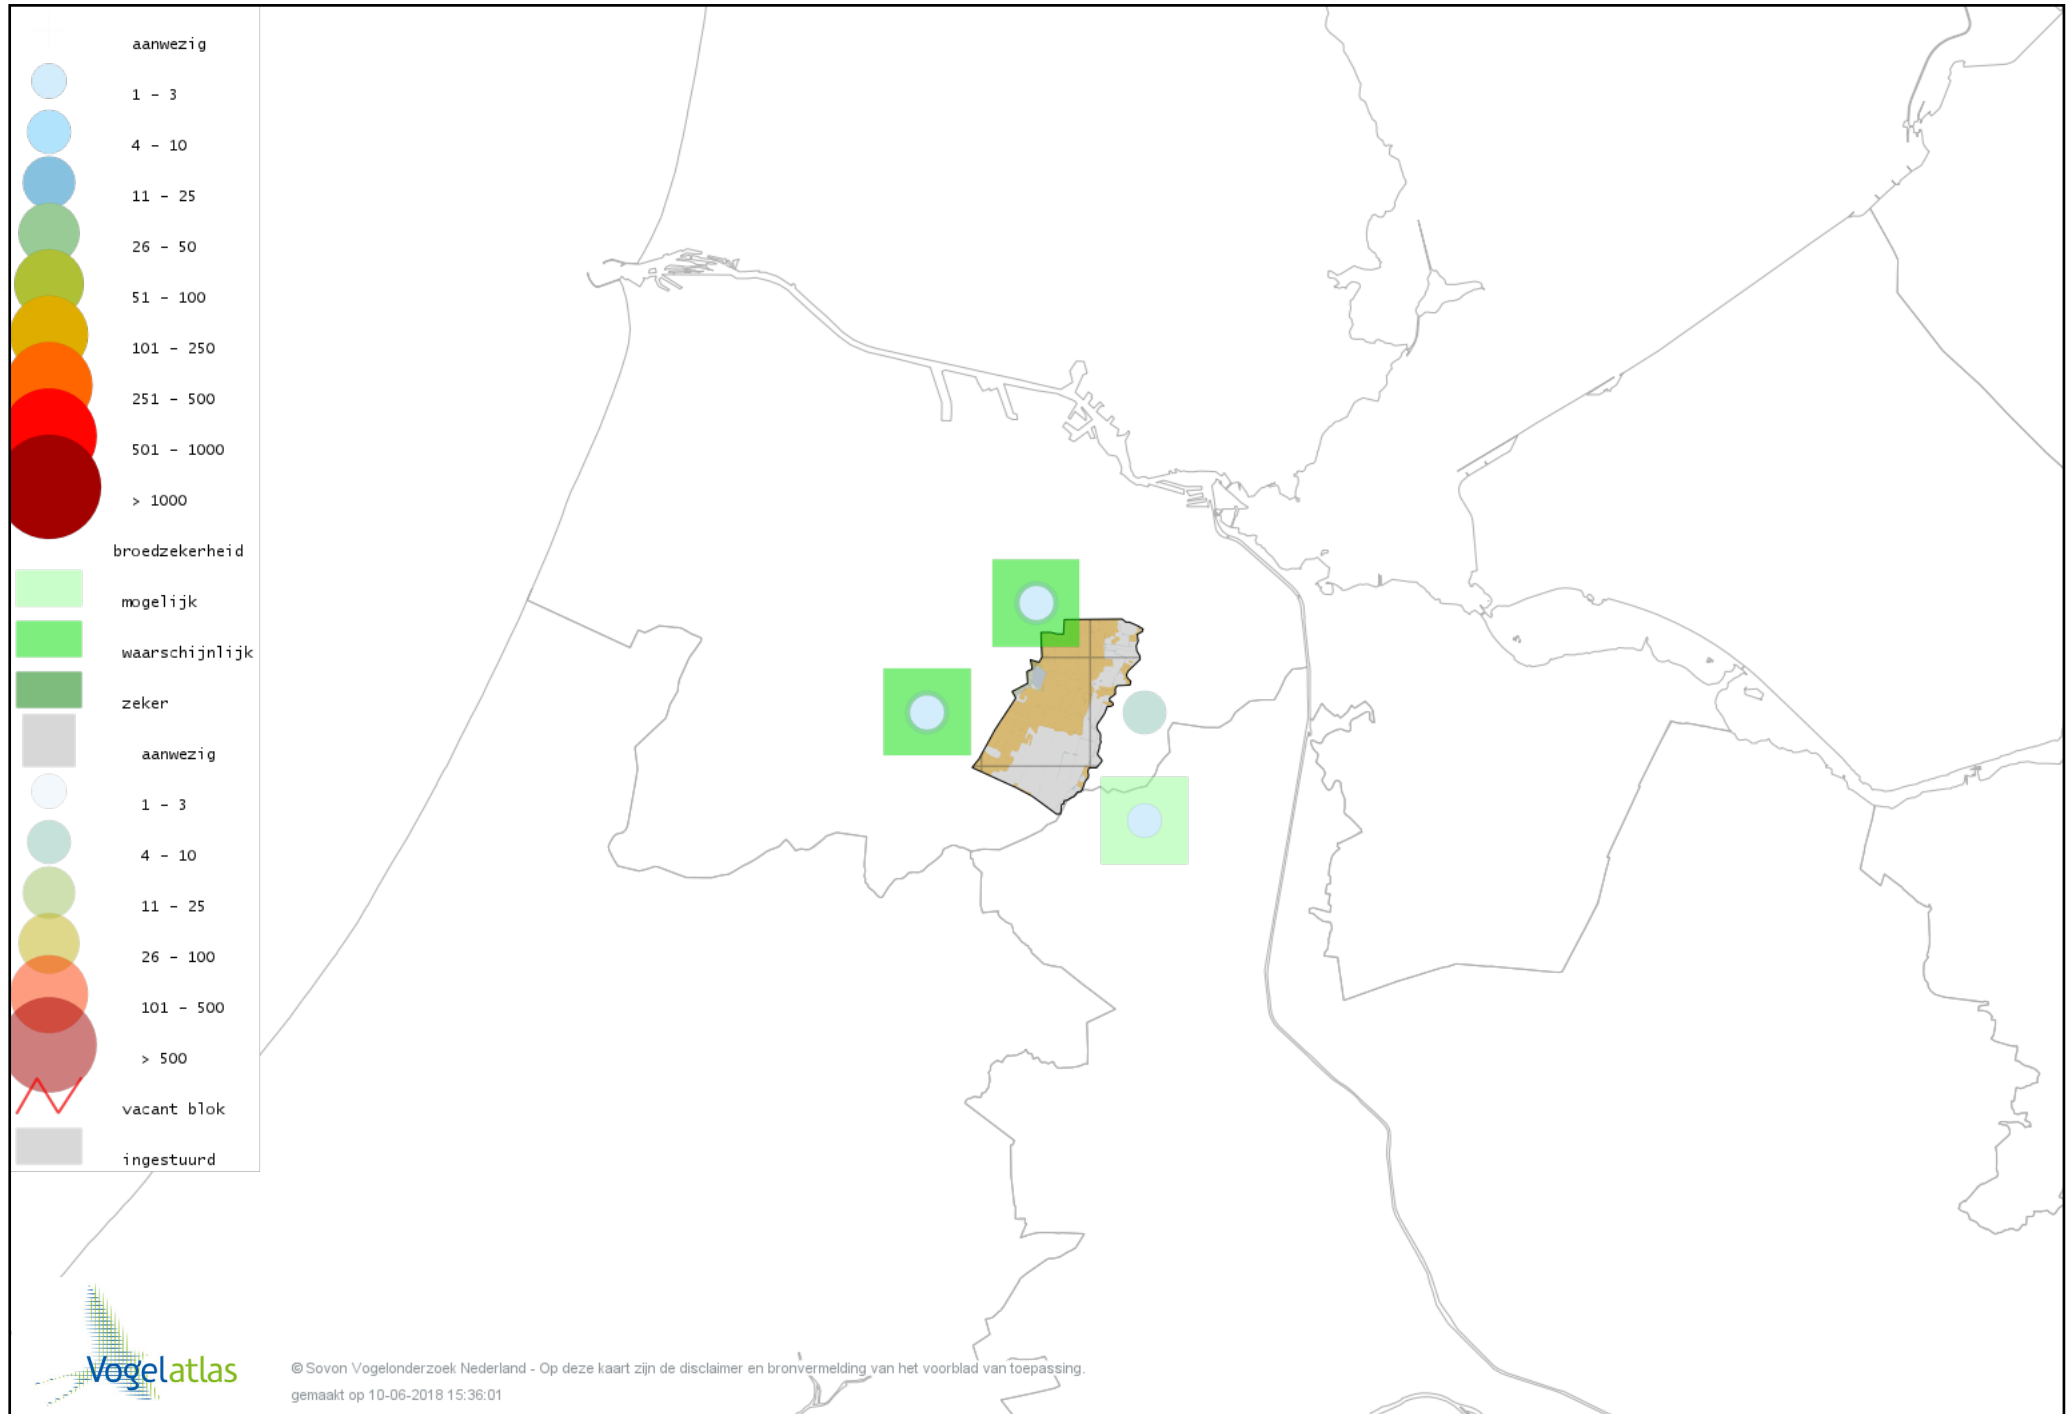 aanwezig
1 - 3
4 - 10
11 - 25
26 - 50
51 - 100
101 - 250
251 - 500
501 - 1000
> 1000
broedzekerheid
mogelijk
waarschijnlijk
zeker
aanwezig
1 - 3
4 - 10
11 - 25
26 - 100
101 - 500
> 500
vacant blok
ingestuurd
Vogelatlas
© Sovon Vogelonderzoek Nederland - Op deze kaart zijn de disclaimer en bronvermelding van het voorblad van toepassing.
gemaakt op 10-06-2018 15:36:01